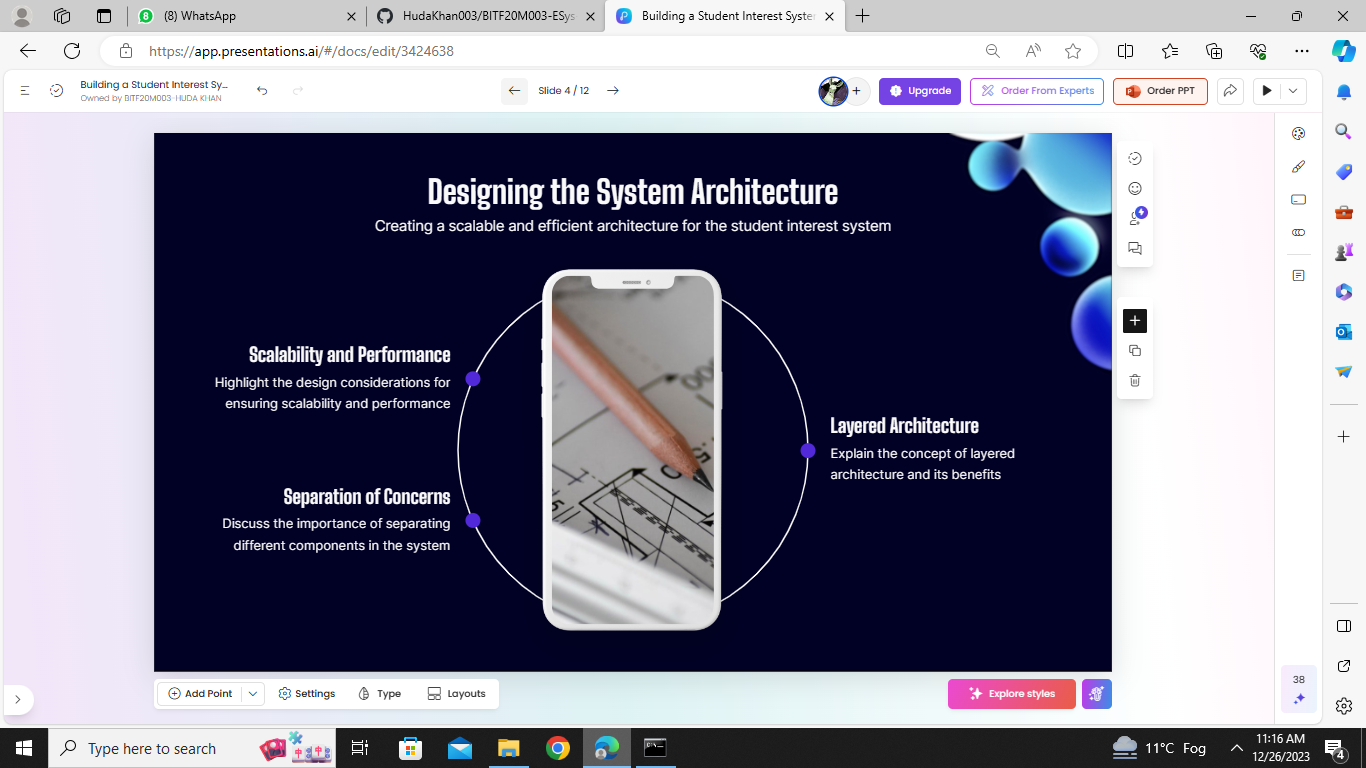 (8) WhatsApp
HudaKhan003/BITF20M003-ESys
Building a Student Interest System
https://app.presentations.ai/#/docs/edit/3424638
Building a Student Interest Sy...
Owned by BITF20M003-HUDA KHAN
Slide 4 / 12
Upgrade
Order From Experts
Order PPT
Designing the System Architecture
Creating a scalable and efficient architecture for the student interest system
Scalability and Performance
Highlight the design considerations for
ensuring scalability and performance
Separation of Concerns
Discuss the importance of separating
different components in the system
Layered Architecture
Explain the concept of layered
architecture and its benefits
Add Point
Settings
Type
Layouts
Explore styles
38
Type here to search
11°C Fog
11:16 AM
12/26/2023
4